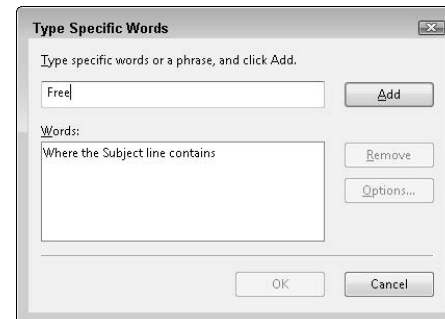 Type Specific Words
Type specific words or a phrase, and click Add.
Free
Add
Words:
Where the Subject line contains
Remove
Options...
OK
Cancel